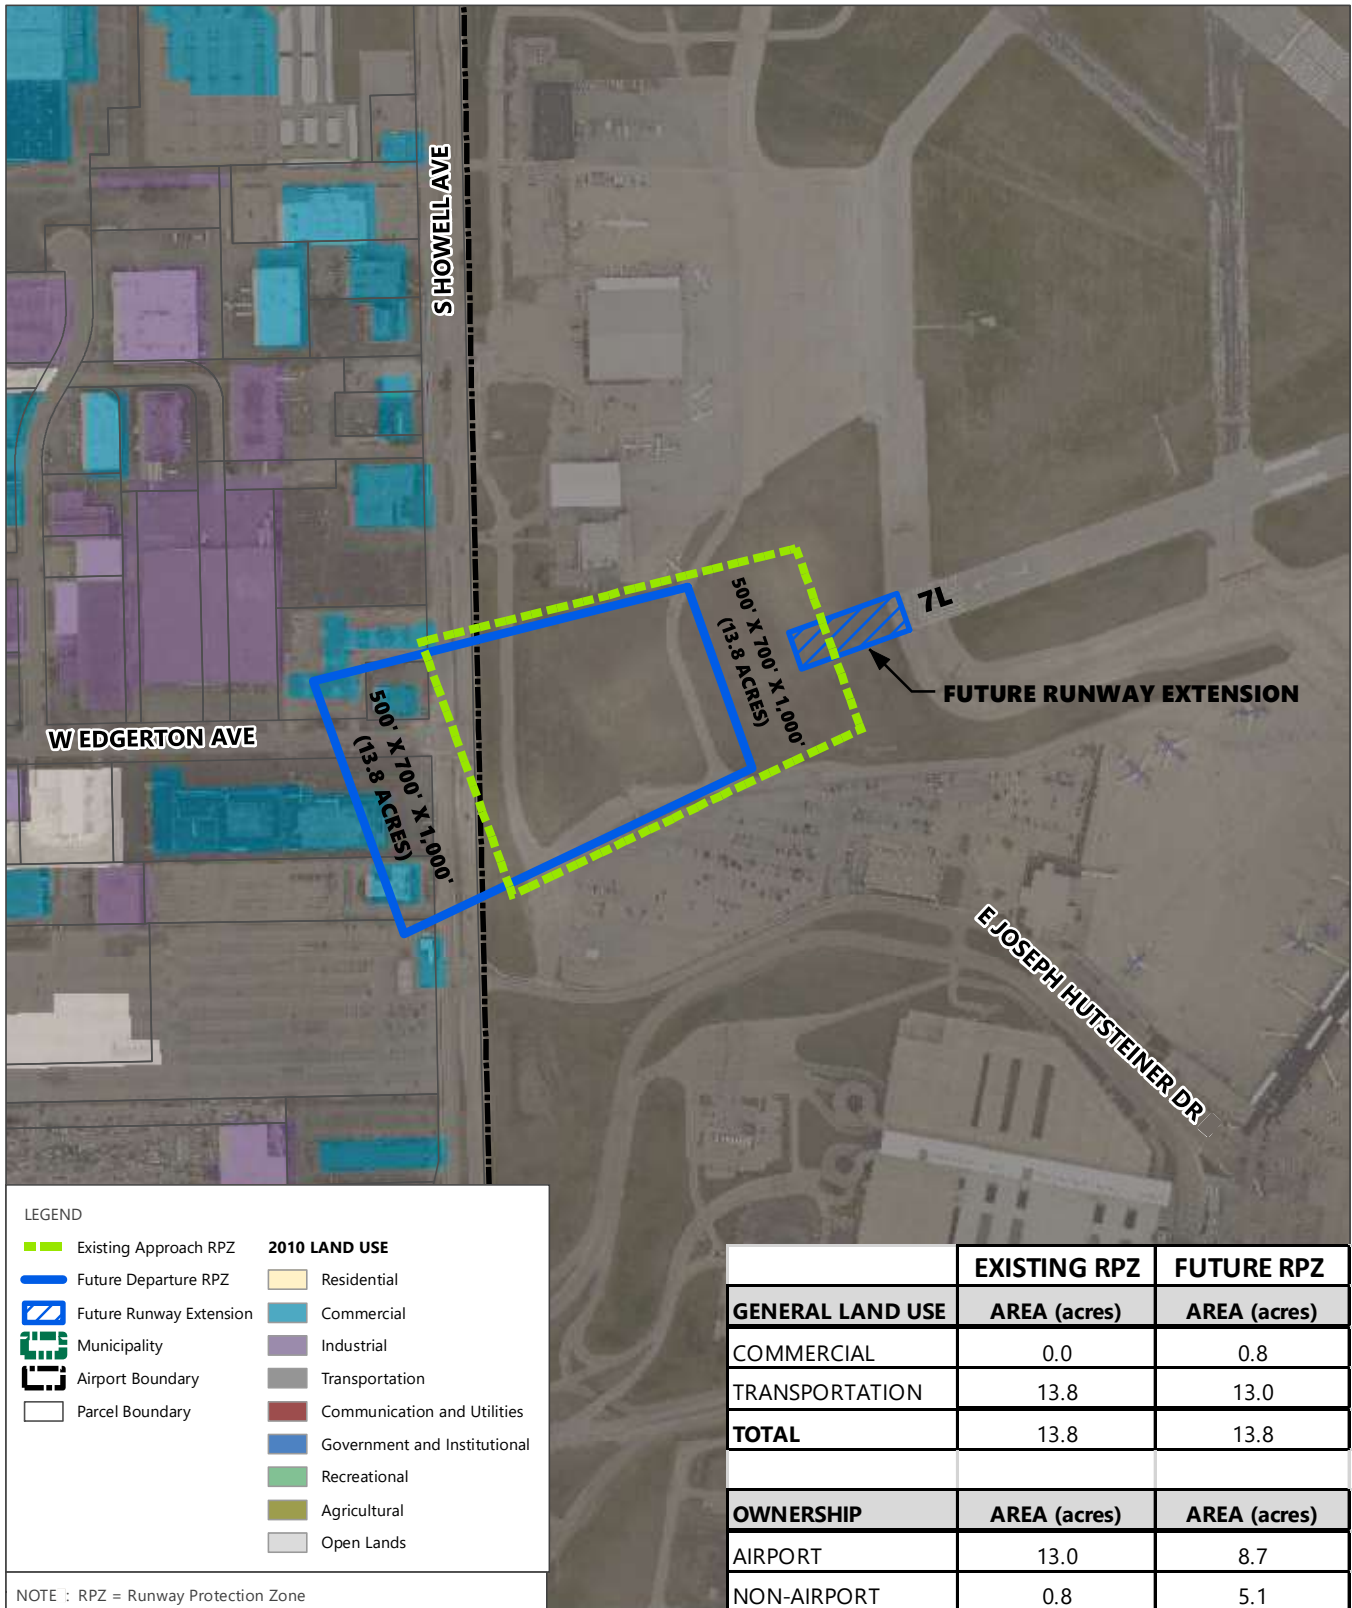 S HOWELL AVE
7L
500' X 700' X 1,000'
(13.8 ACRES)
FUTURE RUNWAY EXTENSION
500' X 700' X 1,000'
(13.8 ACRES)
W EDGERTON AVE
E JOSEPH HUTSTEINER DR
LEGEND
Existing Approach RPZ
Future Departure RPZ
Future Runway Extension
Municipality
Airport Boundary
Parcel Boundary
2010 LAND USE
Residential
Commercial
Industrial
Transportation
Communication and Utilities
Government and Institutional
Recreational
Agricultural
Open Lands
NOTE : RPZ = Runway Protection Zone
EXISTING RPZ FUTURE RPZ
GENERAL LAND USE AREA (acres) AREA (acres)
COMMERCIAL 0.0 0.8
TRANSPORTATION 13.8 13.0
TOTAL 13.8 13.8
OWNERSHIP AREA (acres) AREA (acres)
AIRPORT 13.0 8.7
NON-AIRPORT 0.8 5.1